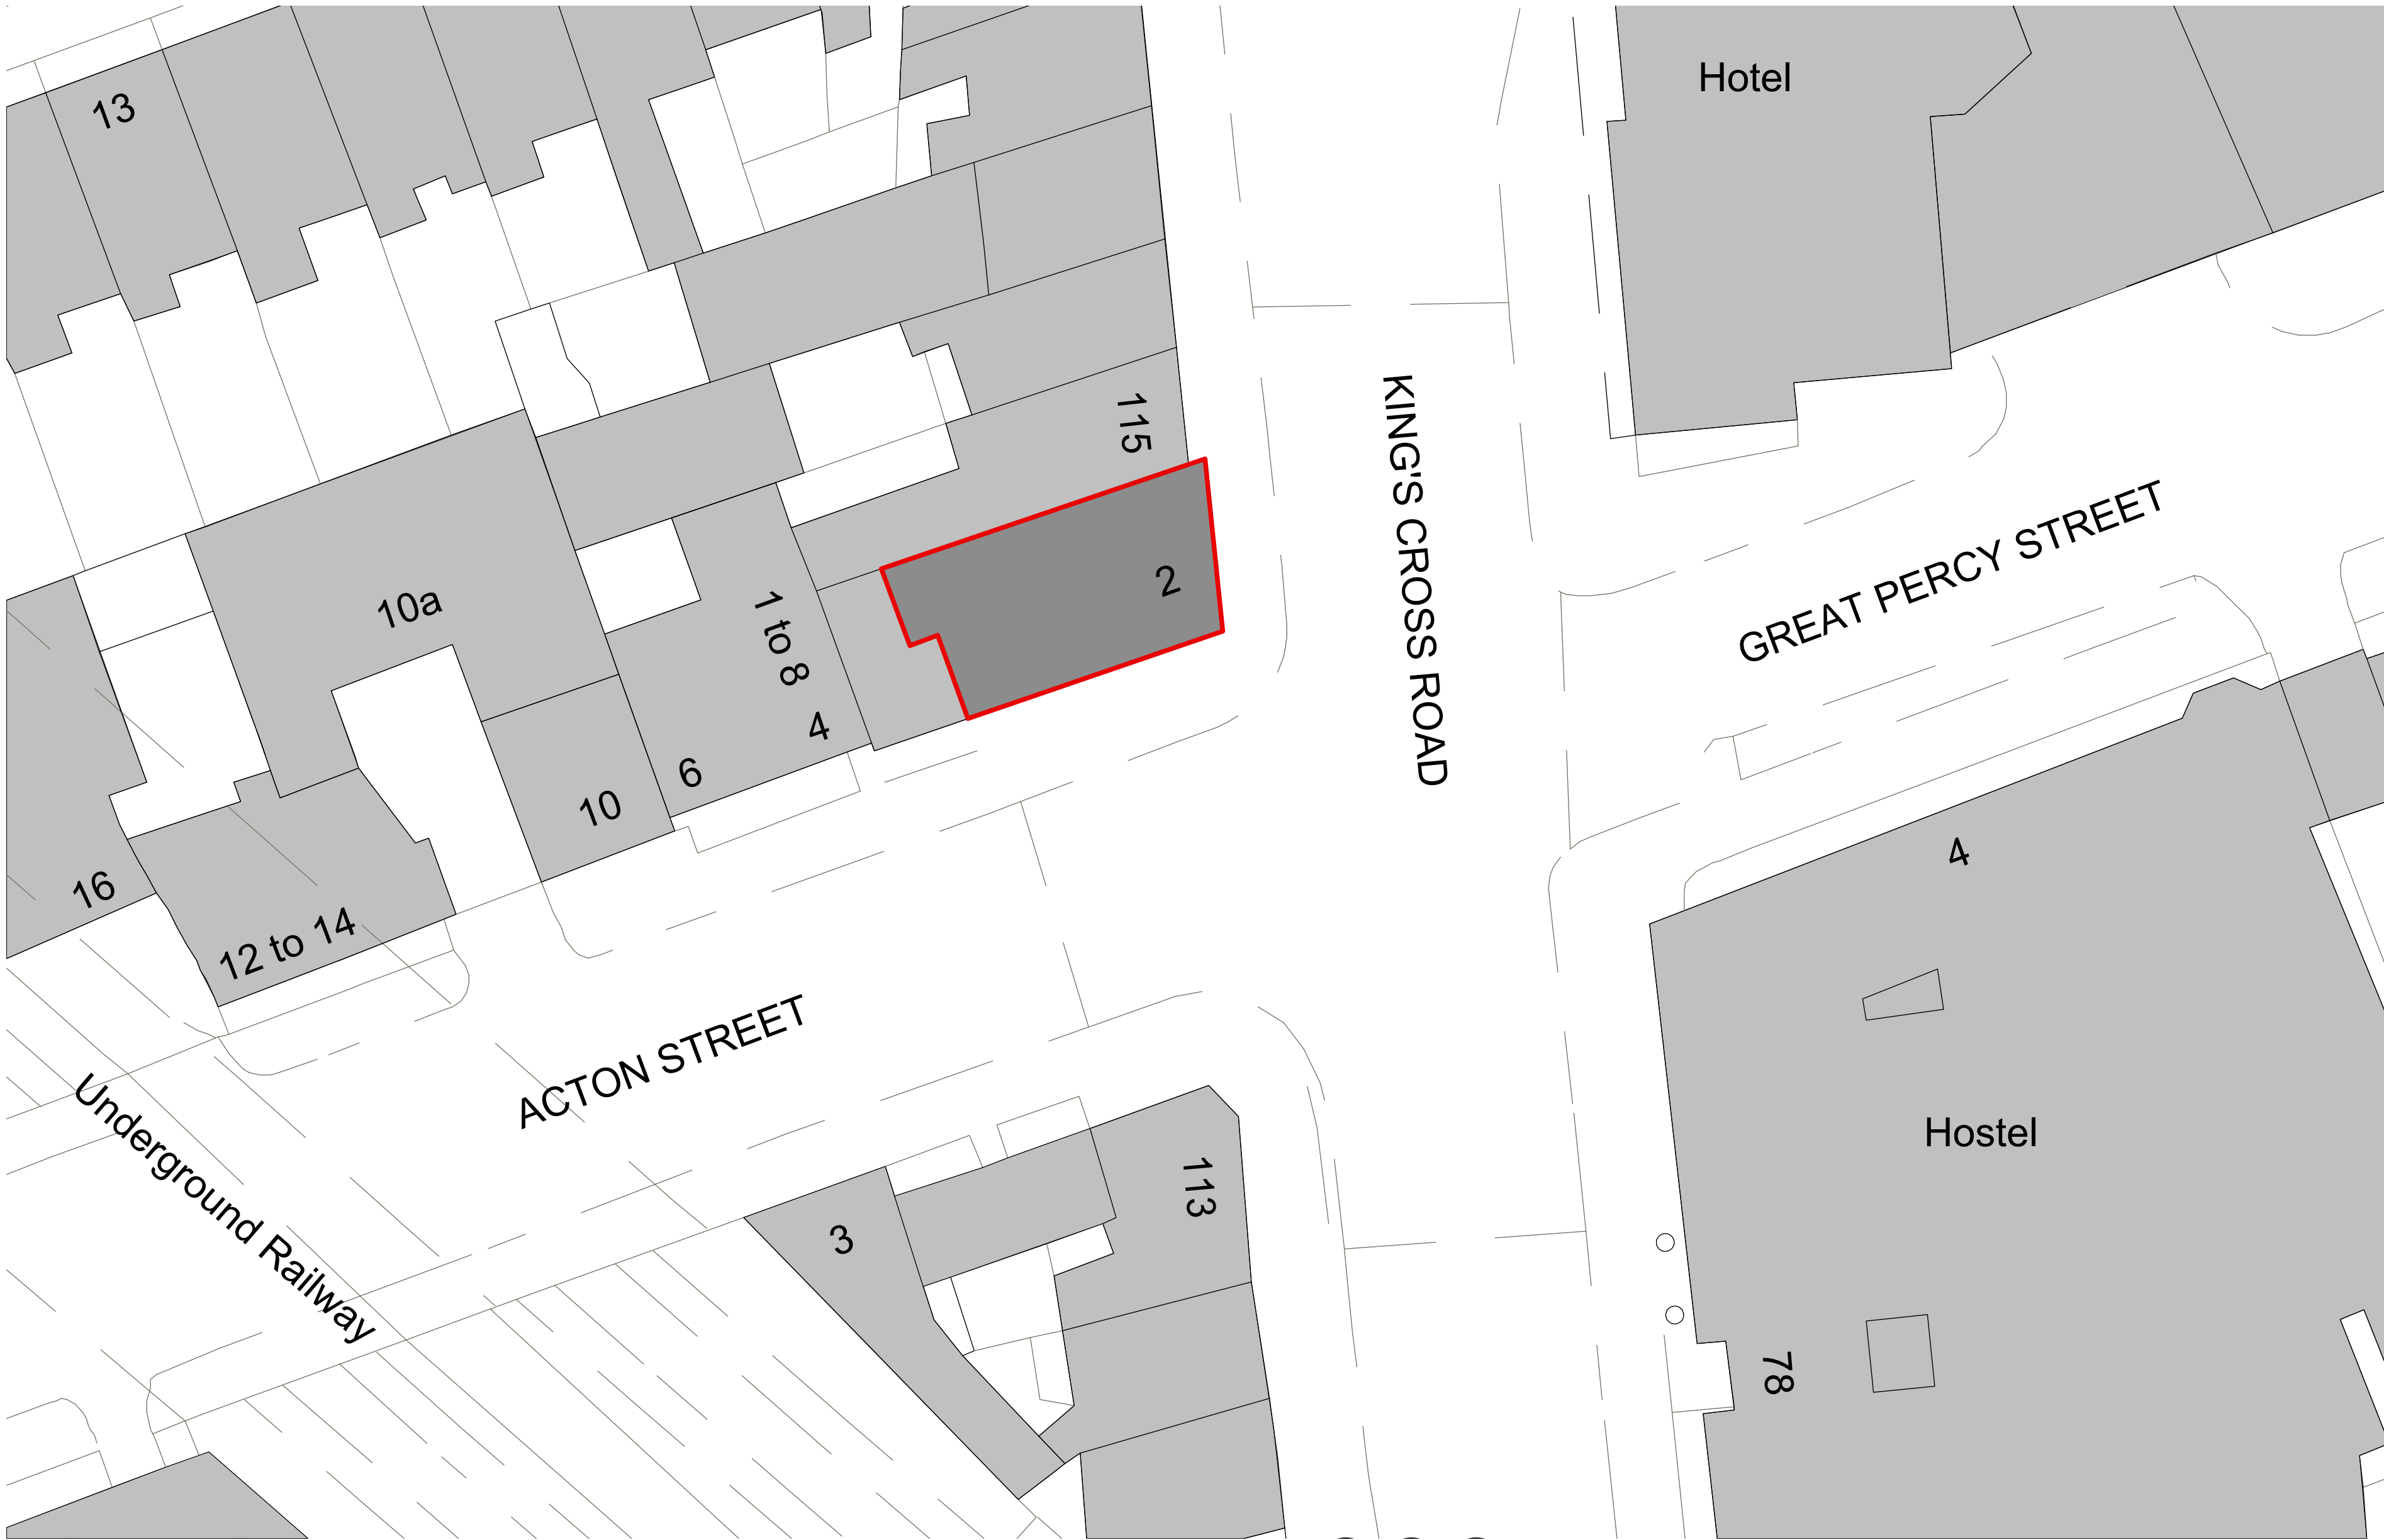 Hotel
13
115
KING'S CROSS ROAD
2
GREAT PERCY STREET
10a
1 to 8
4
6
10
16
12 to 14
4
ACTON STREET
Underground Railway
Hostel
113
3
78